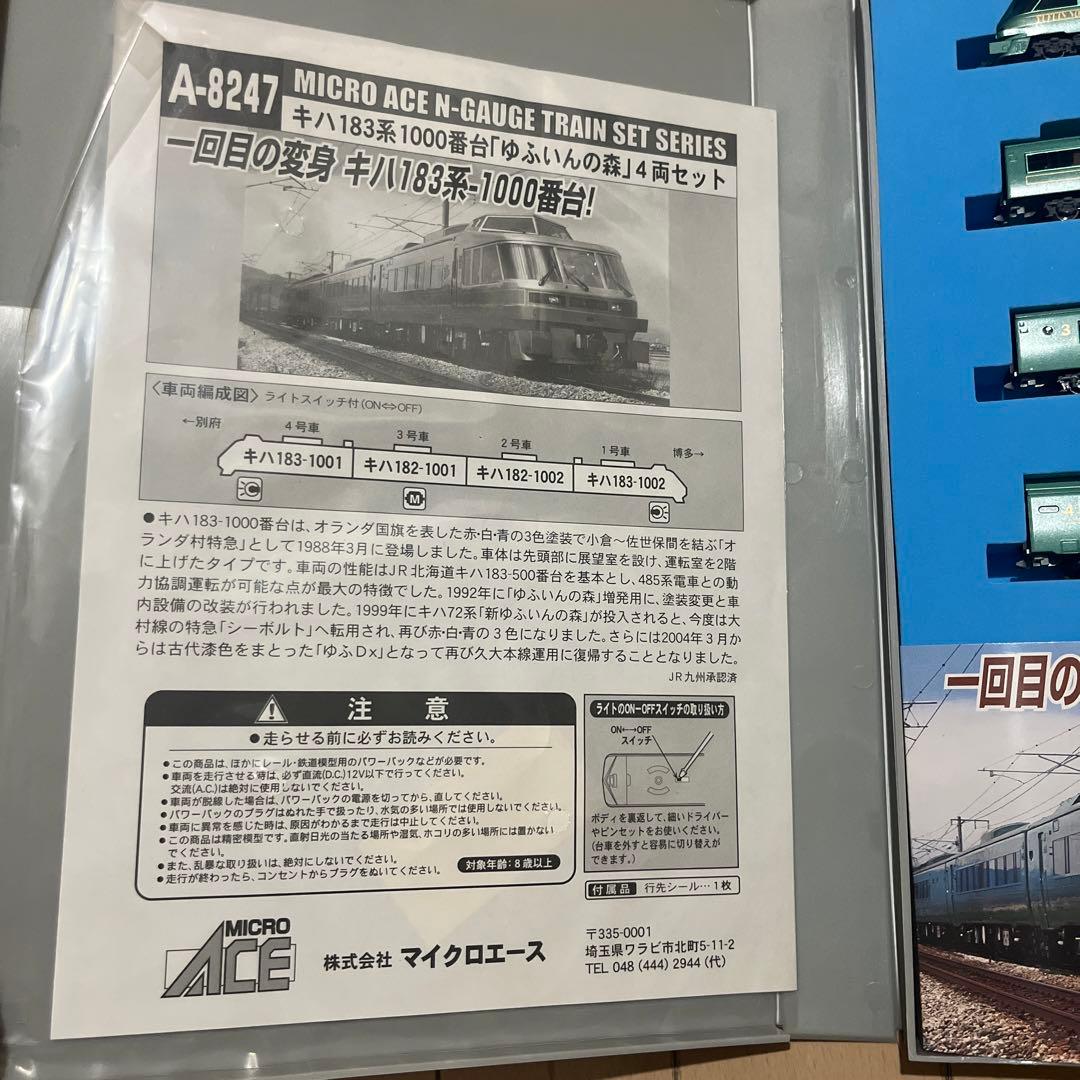 A-8247
MICRO ACE N-GAUGE TRAIN SET SERIES
キハ183系1000番台「ゆふいんの森」4両セット
一回目の変身 キハ183系-1000番台!
〈車両編成図〉 ライトスイッチ付(ON⇔OFF)
←別府
4号車
3号車
2号車
1号車
博多→
キハ183-1001
キハ182-1001
キハ182-1002
キハ183-1002
M
●キハ183-1000番台は、オランダ国旗を表した赤・白・青の3色塗装で小倉～佐世保間を結ぶ「オ
ランダ村特急」として1988年3月に登場しました。車体は先頭部に展望室を設け、運転室を2階
に上げたタイプです。車両の性能はJR北海道キハ183-500番台を基本とし、485系電車との動
力協調運転が可能な点が最大の特徴でした。1992年に「ゆふいんの森」増発用に、塗装変更と車
内設備の改装が行われました。1999年にキハ72系「新ゆふいんの森」が投入されると、今度は大
村線の特急「シーボルト」へ転用され、再び赤・白・青の3色になりました。さらには2004年3月か
らは古代漆色をまとった「ゆふDx」となって再び久大本線運用に復帰することとなりました。
JR九州承認済
注 意
●走らせる前に必ずお読みください。
●この商品は、ほかにレール・鉄道模型用のパワーパックなどが必要です。
●車両を走行させる時は、必ず直流(D.C.)12V以下で行ってください。
交流(A.C.)は絶対に使用しないでください。
●車両が脱線した場合は、パワーパックの電源を切ってから、直してください。
●パワーパックのプラグはぬれた手で扱ったり、水気の多い場所では使用しないでください。
●車両に異常を感じた時は、原因がわかるまで走行は中止してください。
●この商品は精密模型です。直射日光の当たる場所や湿気、ホコリの多い場所には置かない
でください。
●また、乱暴な取り扱いは、絶対にしないでください。
●走行が終わったら、コンセントからプラグをぬいてください。
対象年齢：8歳以上
ライトのON-OFFスイッチの取り扱い方
ON←→OFF
スイッチ
ボディを裏返して、細いドライバー
やピンセットをお使いください。
(台車を外すと容易に切り替えが
できます。)
付属品 行先シール…1枚
MICRO
ACE
株式会社 マイクロエース
〒335-0001
埼玉県ワラビ市北町5-11-2
TEL 048 (444) 2944 (代)
3
4
一回目の